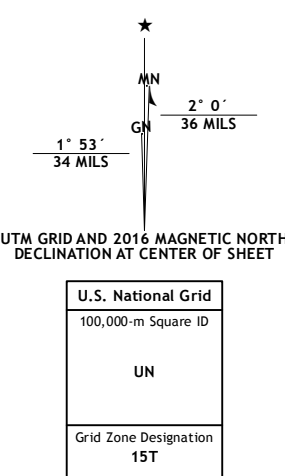 ★
MN
2° 0´
36 MILS
GN
1° 53´
34 MILS
UTM GRID AND 2016 MAGNETIC NORTH
DECLINATION AT CENTER OF SHEET
U.S. National Grid
100,000-m Square ID
UN
Grid Zone Designation
15T